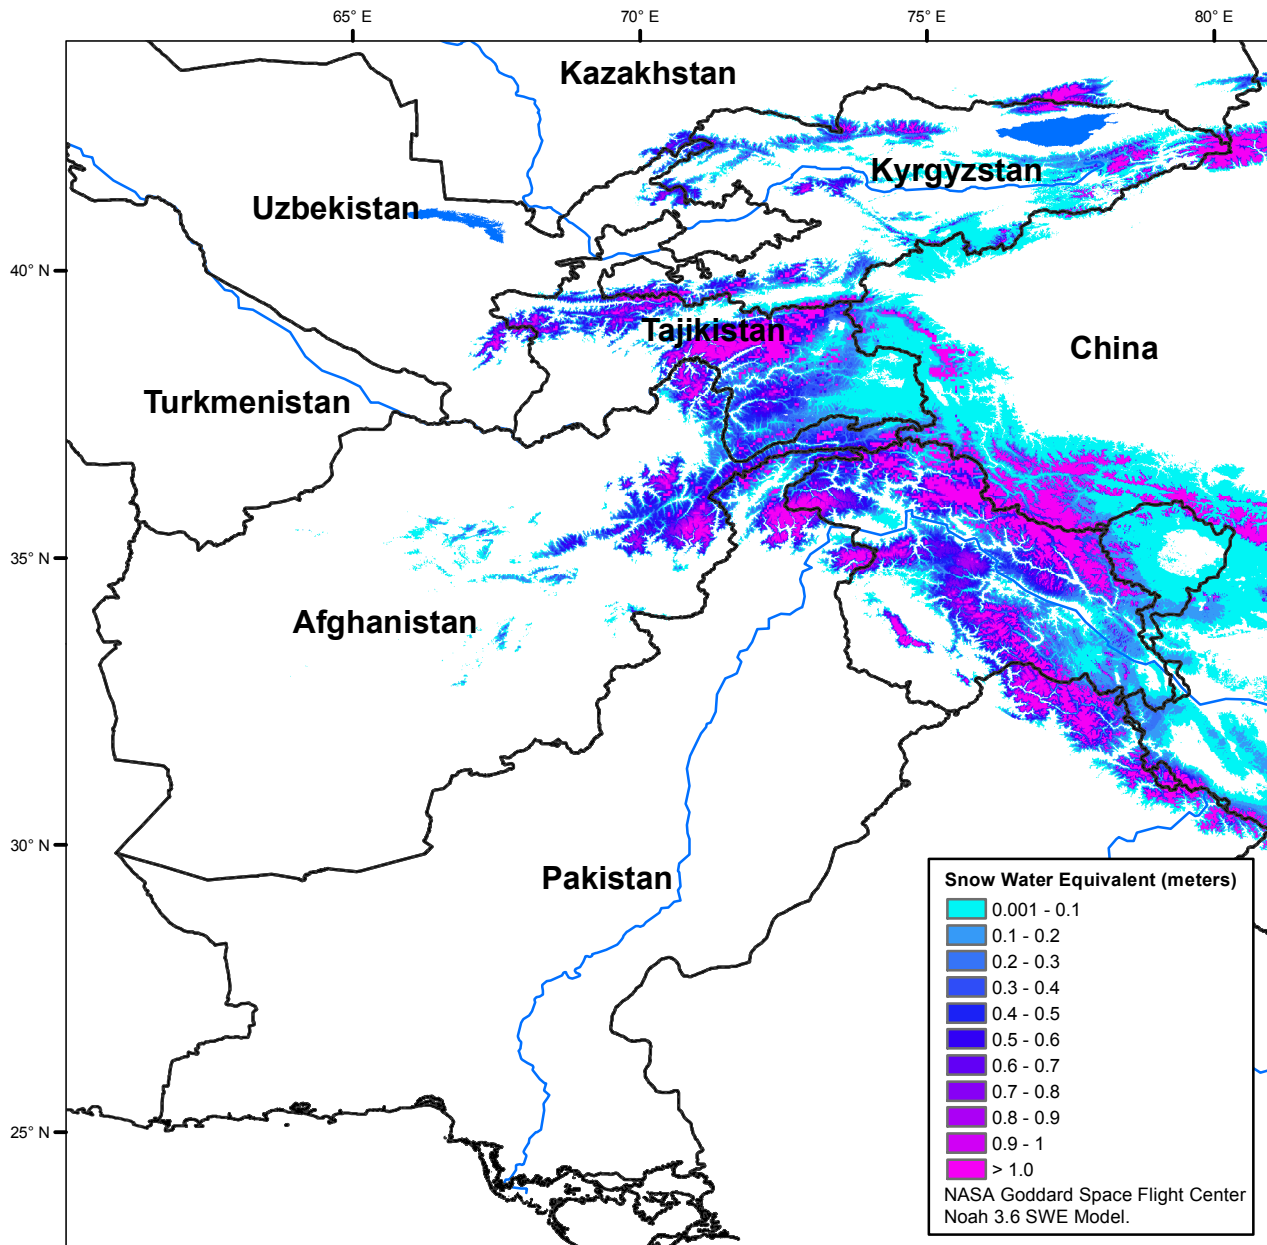 65° E
70° E
75° E
80° E
Kazakhstan
Kyrgyzstan
Uzbekistan
40° N
Tajikistan
China
Turkmenistan
35° N
Afghanistan
30° N
Pakistan
25° N
Snow Water Equivalent (meters)
0.001 - 0.1
0.1 - 0.2
0.2 - 0.3
0.3 - 0.4
0.4 - 0.5
0.5 - 0.6
0.6 - 0.7
0.7 - 0.8
0.8 - 0.9
0.9 - 1
> 1.0
NASA Goddard Space Flight Center
Noah 3.6 SWE Model.